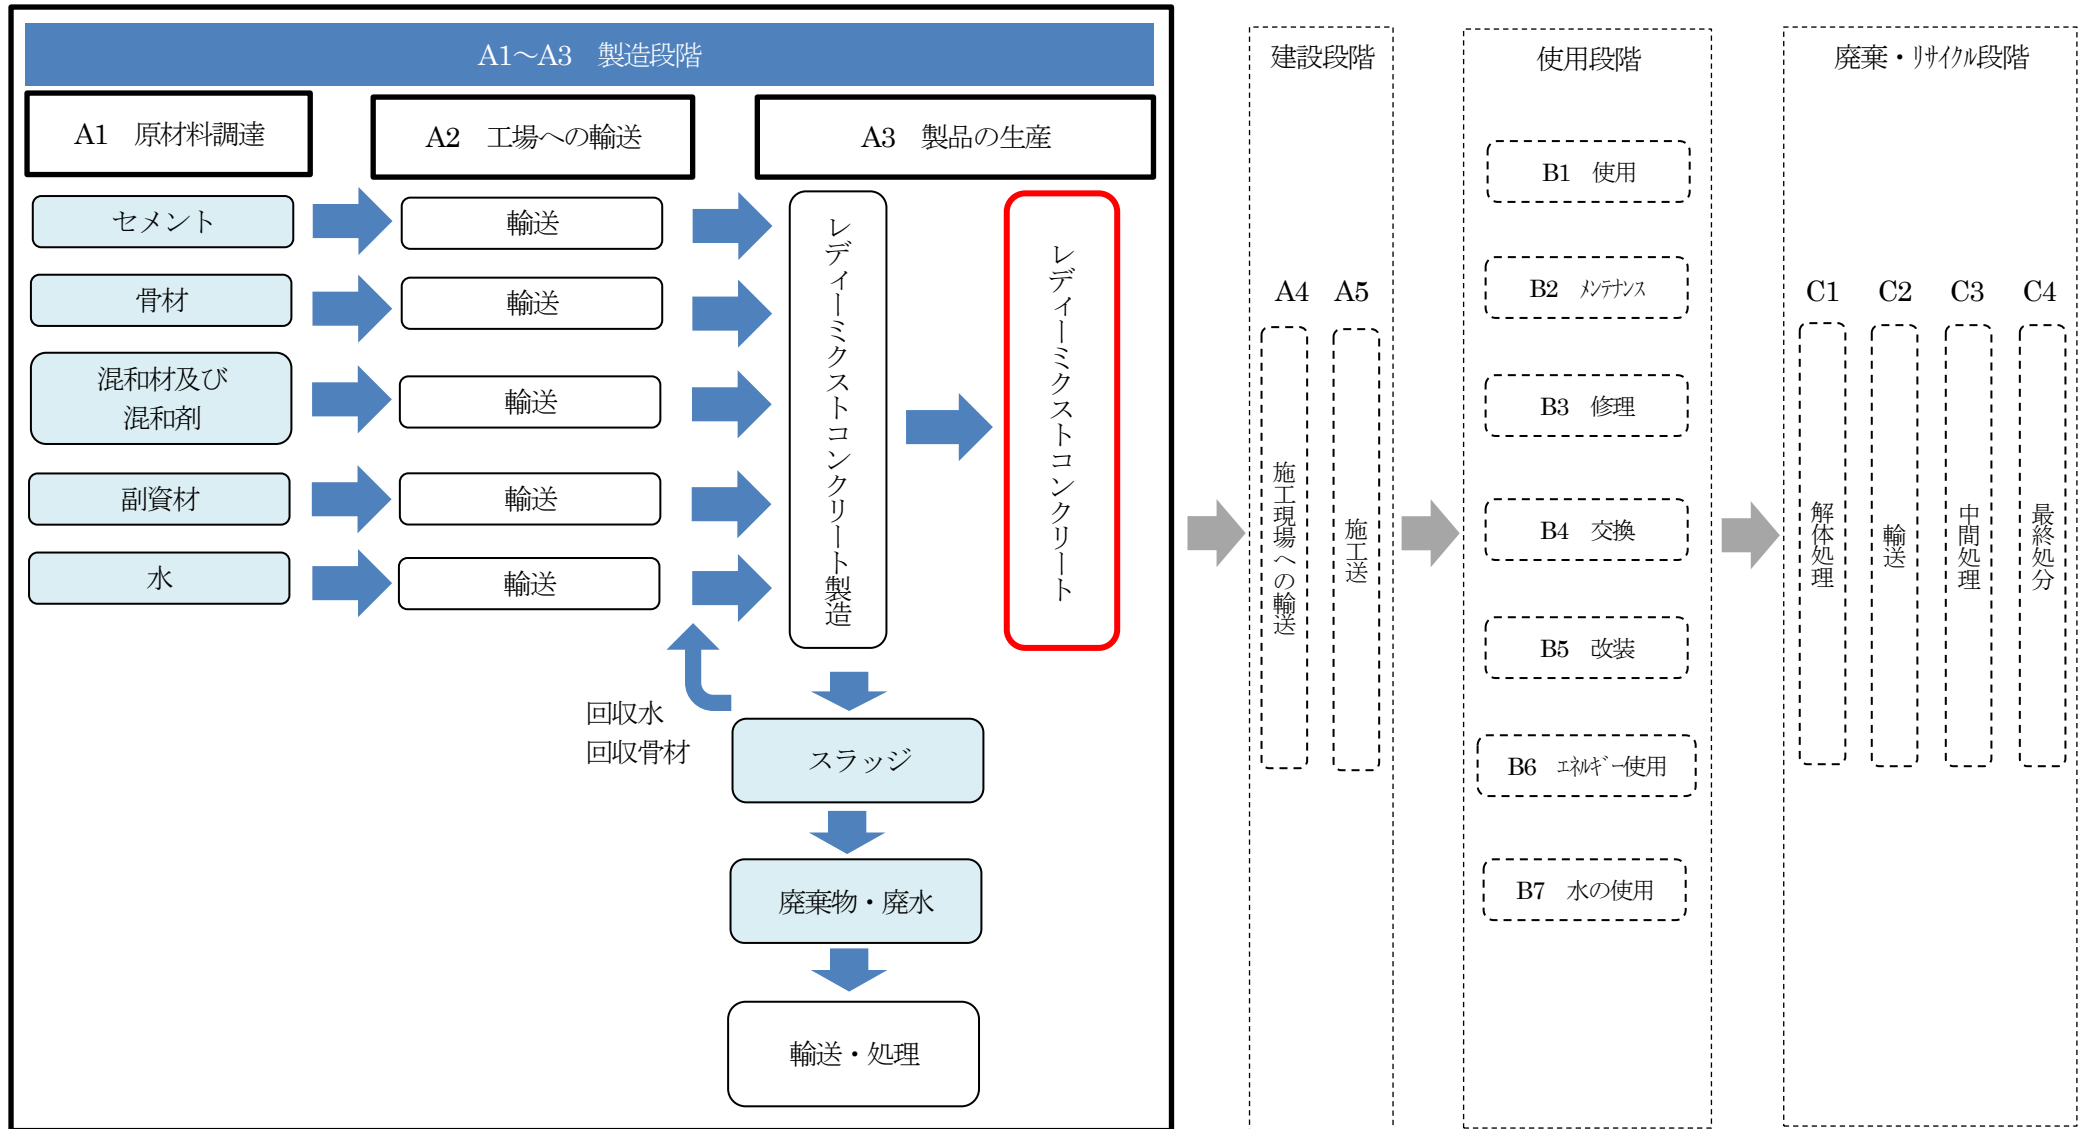 A1～A3　製造段階
A1　原材料調達
A2　工場への輸送
A3　製品の生産
セメント
輸送
骨材
輸送
混和材及び
混和剤
輸送
副資材
輸送
水
輸送
レディーミクストコンクリート製造
レディーミクストコンクリート
回収水
回収骨材
スラッジ
廃棄物・廃水
輸送・処理
建設段階
A4
施工現場への輸送
A5
施工送
使用段階
B1　使用
B2　ﾒﾝﾃﾅﾝｽ
B3　修理
B4　交換
B5　改装
B6　ｴﾈﾙｷﾞｰ使用
B7　水の使用
廃棄・ﾘｻｲｸﾙ段階
C1
解体処理
C2
輸送
C3
中間処理
C4
最終処分